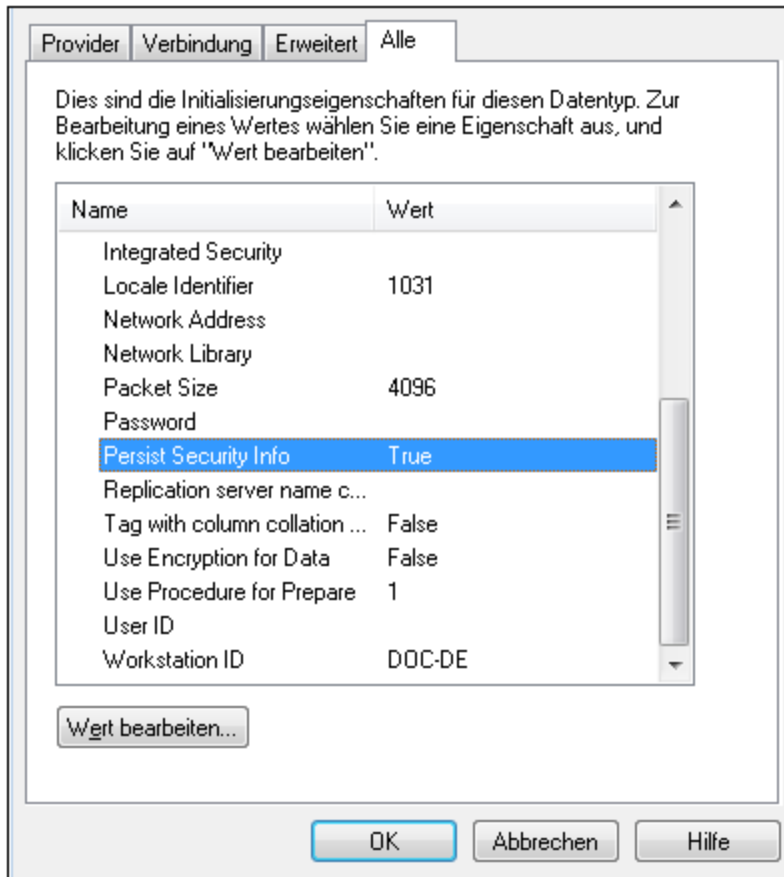 Provider Verbindung Erweitert Alle
Dies sind die Initialisierungseigenschaften für diesen Datentyp. Zur
Bearbeitung eines Wertes wählen Sie eine Eigenschaft aus, und
klicken Sie auf "Wert bearbeiten".
Name Wert
Integrated Security
Locale Identifier 1031
Network Address
Network Library
Packet Size 4096
Password
Persist Security Info True
Replication server name c...
Tag with column collation ... False
Use Encryption for Data False
Use Procedure for Prepare 1
User ID
Workstation ID DOC-DE
Wert bearbeiten...
OK Abbrechen Hilfe